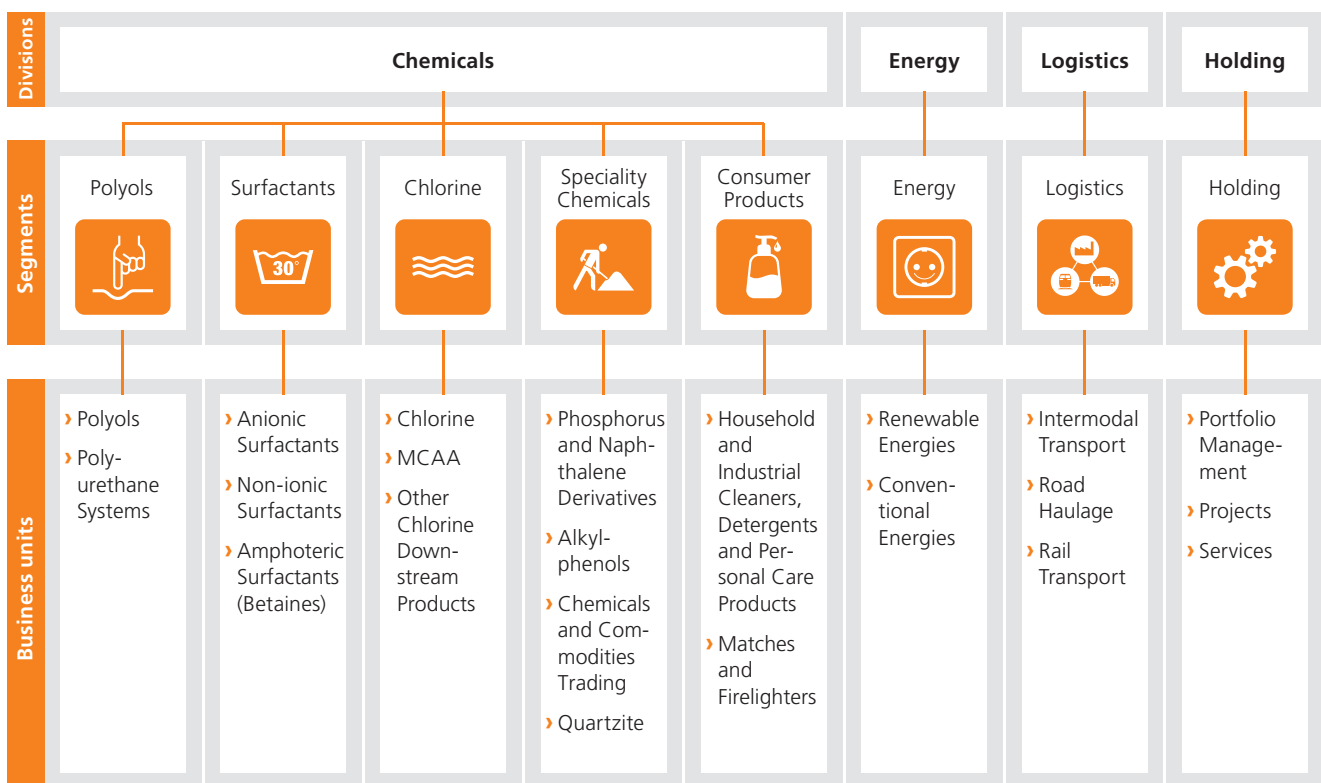 Divisions
Chemicals
Energy
Logistics
Holding
Segments
Polyols
Surfactants
30°
Chlorine
Speciality
Chemicals
Consumer
Products
Energy
Logistics
Holding
Business units
› Polyols
› Poly-
urethane
Systems
› Anionic
Surfactants
› Non-ionic
Surfactants
› Amphoteric
Surfactants
(Betaines)
› Chlorine
› MCAA
› Other
Chlorine
Down-
stream
Products
› Phosphorus
and Naph-
thalene
Derivatives
› Alkyl-
phenols
› Chemicals
and Com-
modities
Trading
› Quartzite
› Household
and
Industrial
Cleaners,
Detergents
and Per-
sonal Care
Products
› Matches
and
Firelighters
› Renewable
Energies
› Conven-
tional
Energies
› Intermodal
Transport
› Road
Haulage
› Rail
Transport
› Portfolio
Manage-
ment
› Projects
› Services